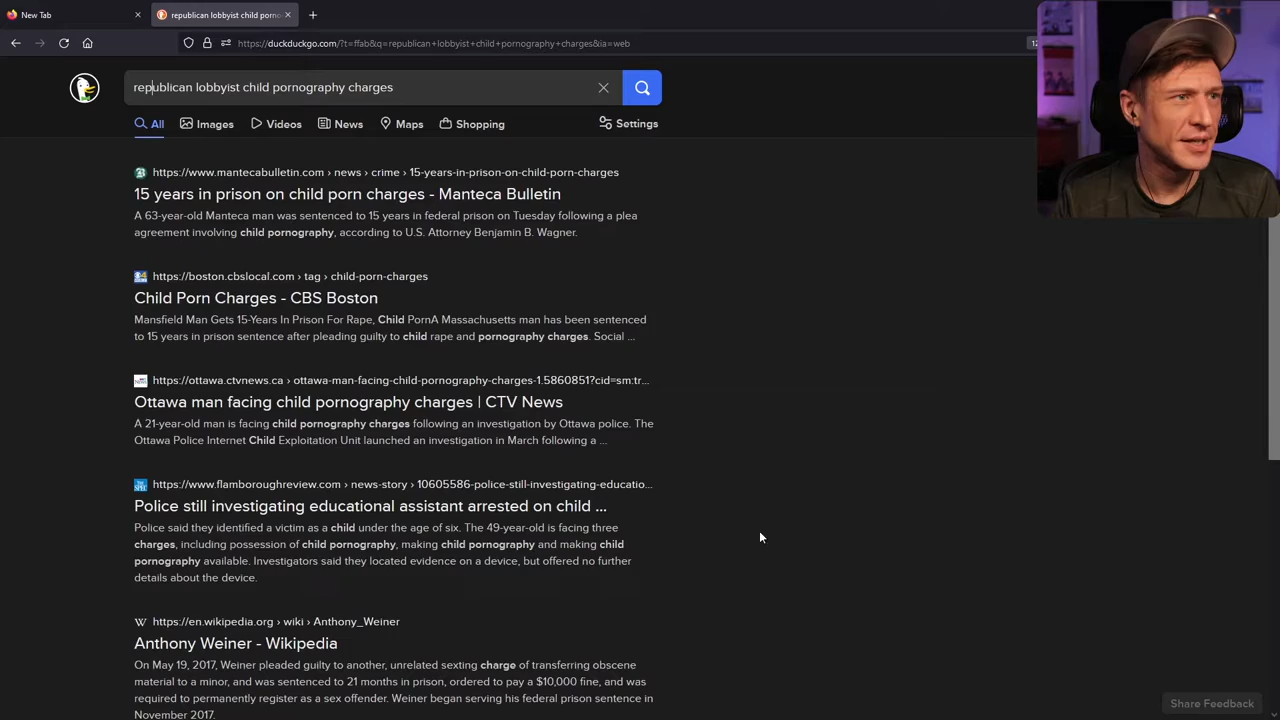 New Tab
republican lobbyist child porno
https://duckduckgo.com/?t=ffab&q=republican+lobbyist+child+pornography+charges&ia=web
republican lobbyist child pornography charges
All Images Videos News Maps Shopping Settings
https://www.mantecabulletin.com › news › crime › 15-years-in-prison-on-child-porn-charges
15 years in prison on child porn charges - Manteca Bulletin
A 63-year-old Manteca man was sentenced to 15 years in federal prison on Tuesday following a plea
agreement involving child pornography, according to U.S. Attorney Benjamin B. Wagner.
https://boston.cbslocal.com › tag › child-porn-charges
Child Porn Charges - CBS Boston
Mansfield Man Gets 15-Years In Prison For Rape, Child PornA Massachusetts man has been sentenced
to 15 years in prison sentence after pleading guilty to child rape and pornography charges. Social ...
https://ottawa.ctvnews.ca › ottawa-man-facing-child-pornography-charges-1.5860851?cid=sm:tr...
Ottawa man facing child pornography charges | CTV News
A 21-year-old man is facing child pornography charges following an investigation by Ottawa police. The
Ottawa Police Internet Child Exploitation Unit launched an investigation in March following a ...
https://www.flamboroughreview.com › news-story › 10605586-police-still-investigating-educatio...
Police still investigating educational assistant arrested on child ...
Police said they identified a victim as a child under the age of six. The 49-year-old is facing three
charges, including possession of child pornography, making child pornography and making child
pornography available. Investigators said they located evidence on a device, but offered no further
details about the device.
W https://en.wikipedia.org › wiki › Anthony_Weiner
Anthony Weiner - Wikipedia
On May 19, 2017, Weiner pleaded guilty to another, unrelated sexting charge of transferring obscene
material to a minor, and was sentenced to 21 months in prison, ordered to pay a $10,000 fine, and was
required to permanently register as a sex offender. Weiner began serving his federal prison sentence in
November 2017.
Share Feedback